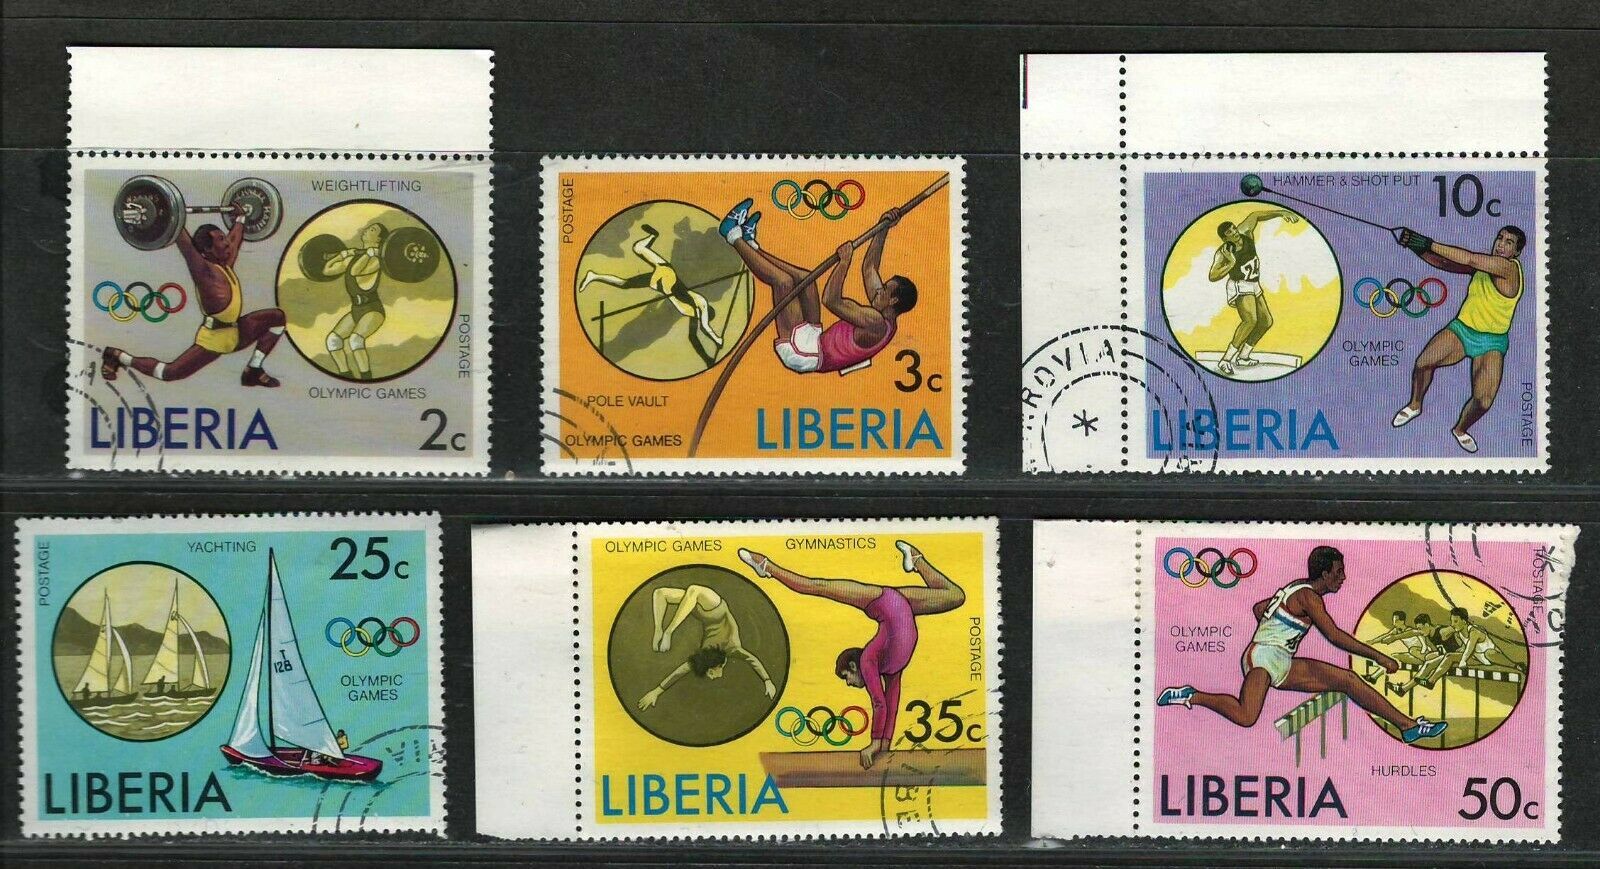 WEIGHTLIFTING
OLYMPIC GAMES
POSTAGE
LIBERIA
2c
A
POSTAGE
POLE VAULT
OLYMPIC GAMES
3c
LIBERIA
HAMMER & SHOT PUT
10c
OLYMPIC
GAMES
POSTAGE
LIBERIA
ROVIA
*
POSTAGE
YACHTING
25c
T
128
OLYMPIC
GAMES
LIBERIA
OLYMPIC GAMES
GYMNASTICS
POSTAGE
35c
LIBERIA
POSTAGE
OLYMPIC
GAMES
HURDLES
LIBERIA
50c